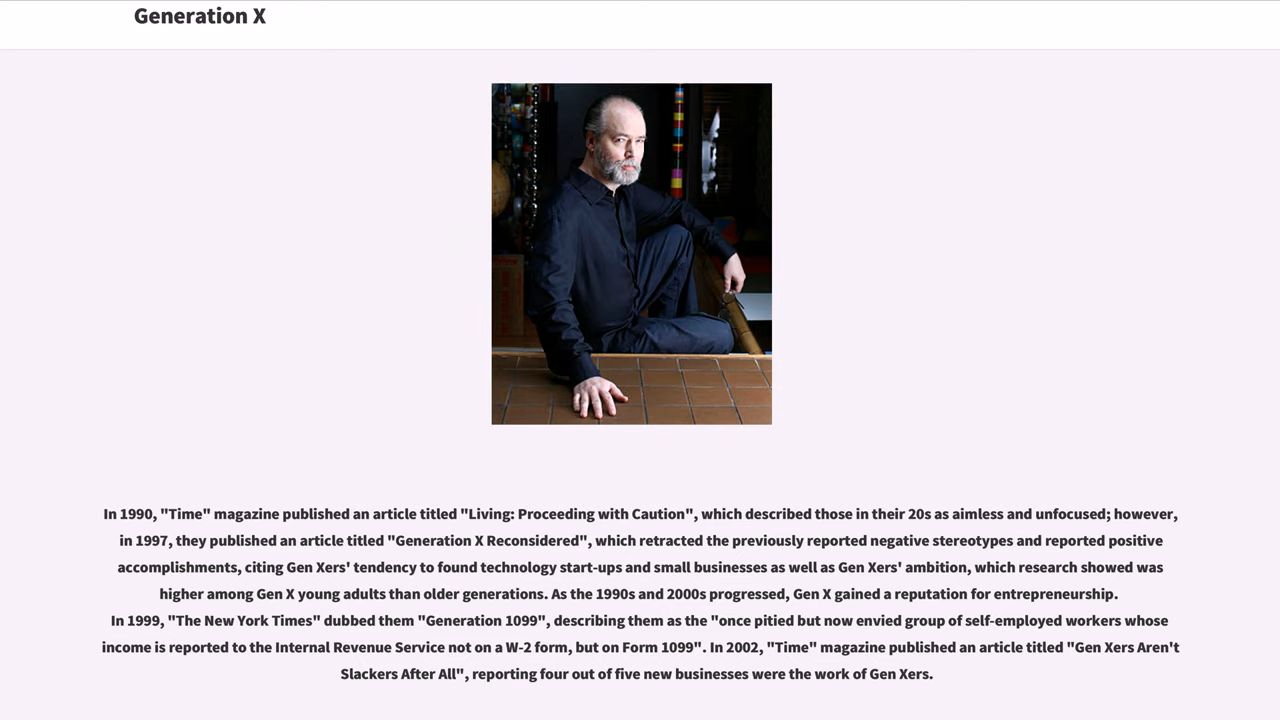 Generation X
In 1990, "Time" magazine published an article titled "Living: Proceeding with Caution", which described those in their 20s as aimless and unfocused; however,
in 1997, they published an article titled "Generation X Reconsidered", which retracted the previously reported negative stereotypes and reported positive
accomplishments, citing Gen Xers' tendency to found technology start-ups and small businesses as well as Gen Xers' ambition, which research showed was
higher among Gen X young adults than older generations. As the 1990s and 2000s progressed, Gen X gained a reputation for entrepreneurship.
In 1999, "The New York Times" dubbed them "Generation 1099", describing them as the "once pitied but now envied group of self-employed workers whose
income is reported to the Internal Revenue Service not on a W-2 form, but on Form 1099". In 2002, "Time" magazine published an article titled "Gen Xers Aren't
Slackers After All", reporting four out of five new businesses were the work of Gen Xers.